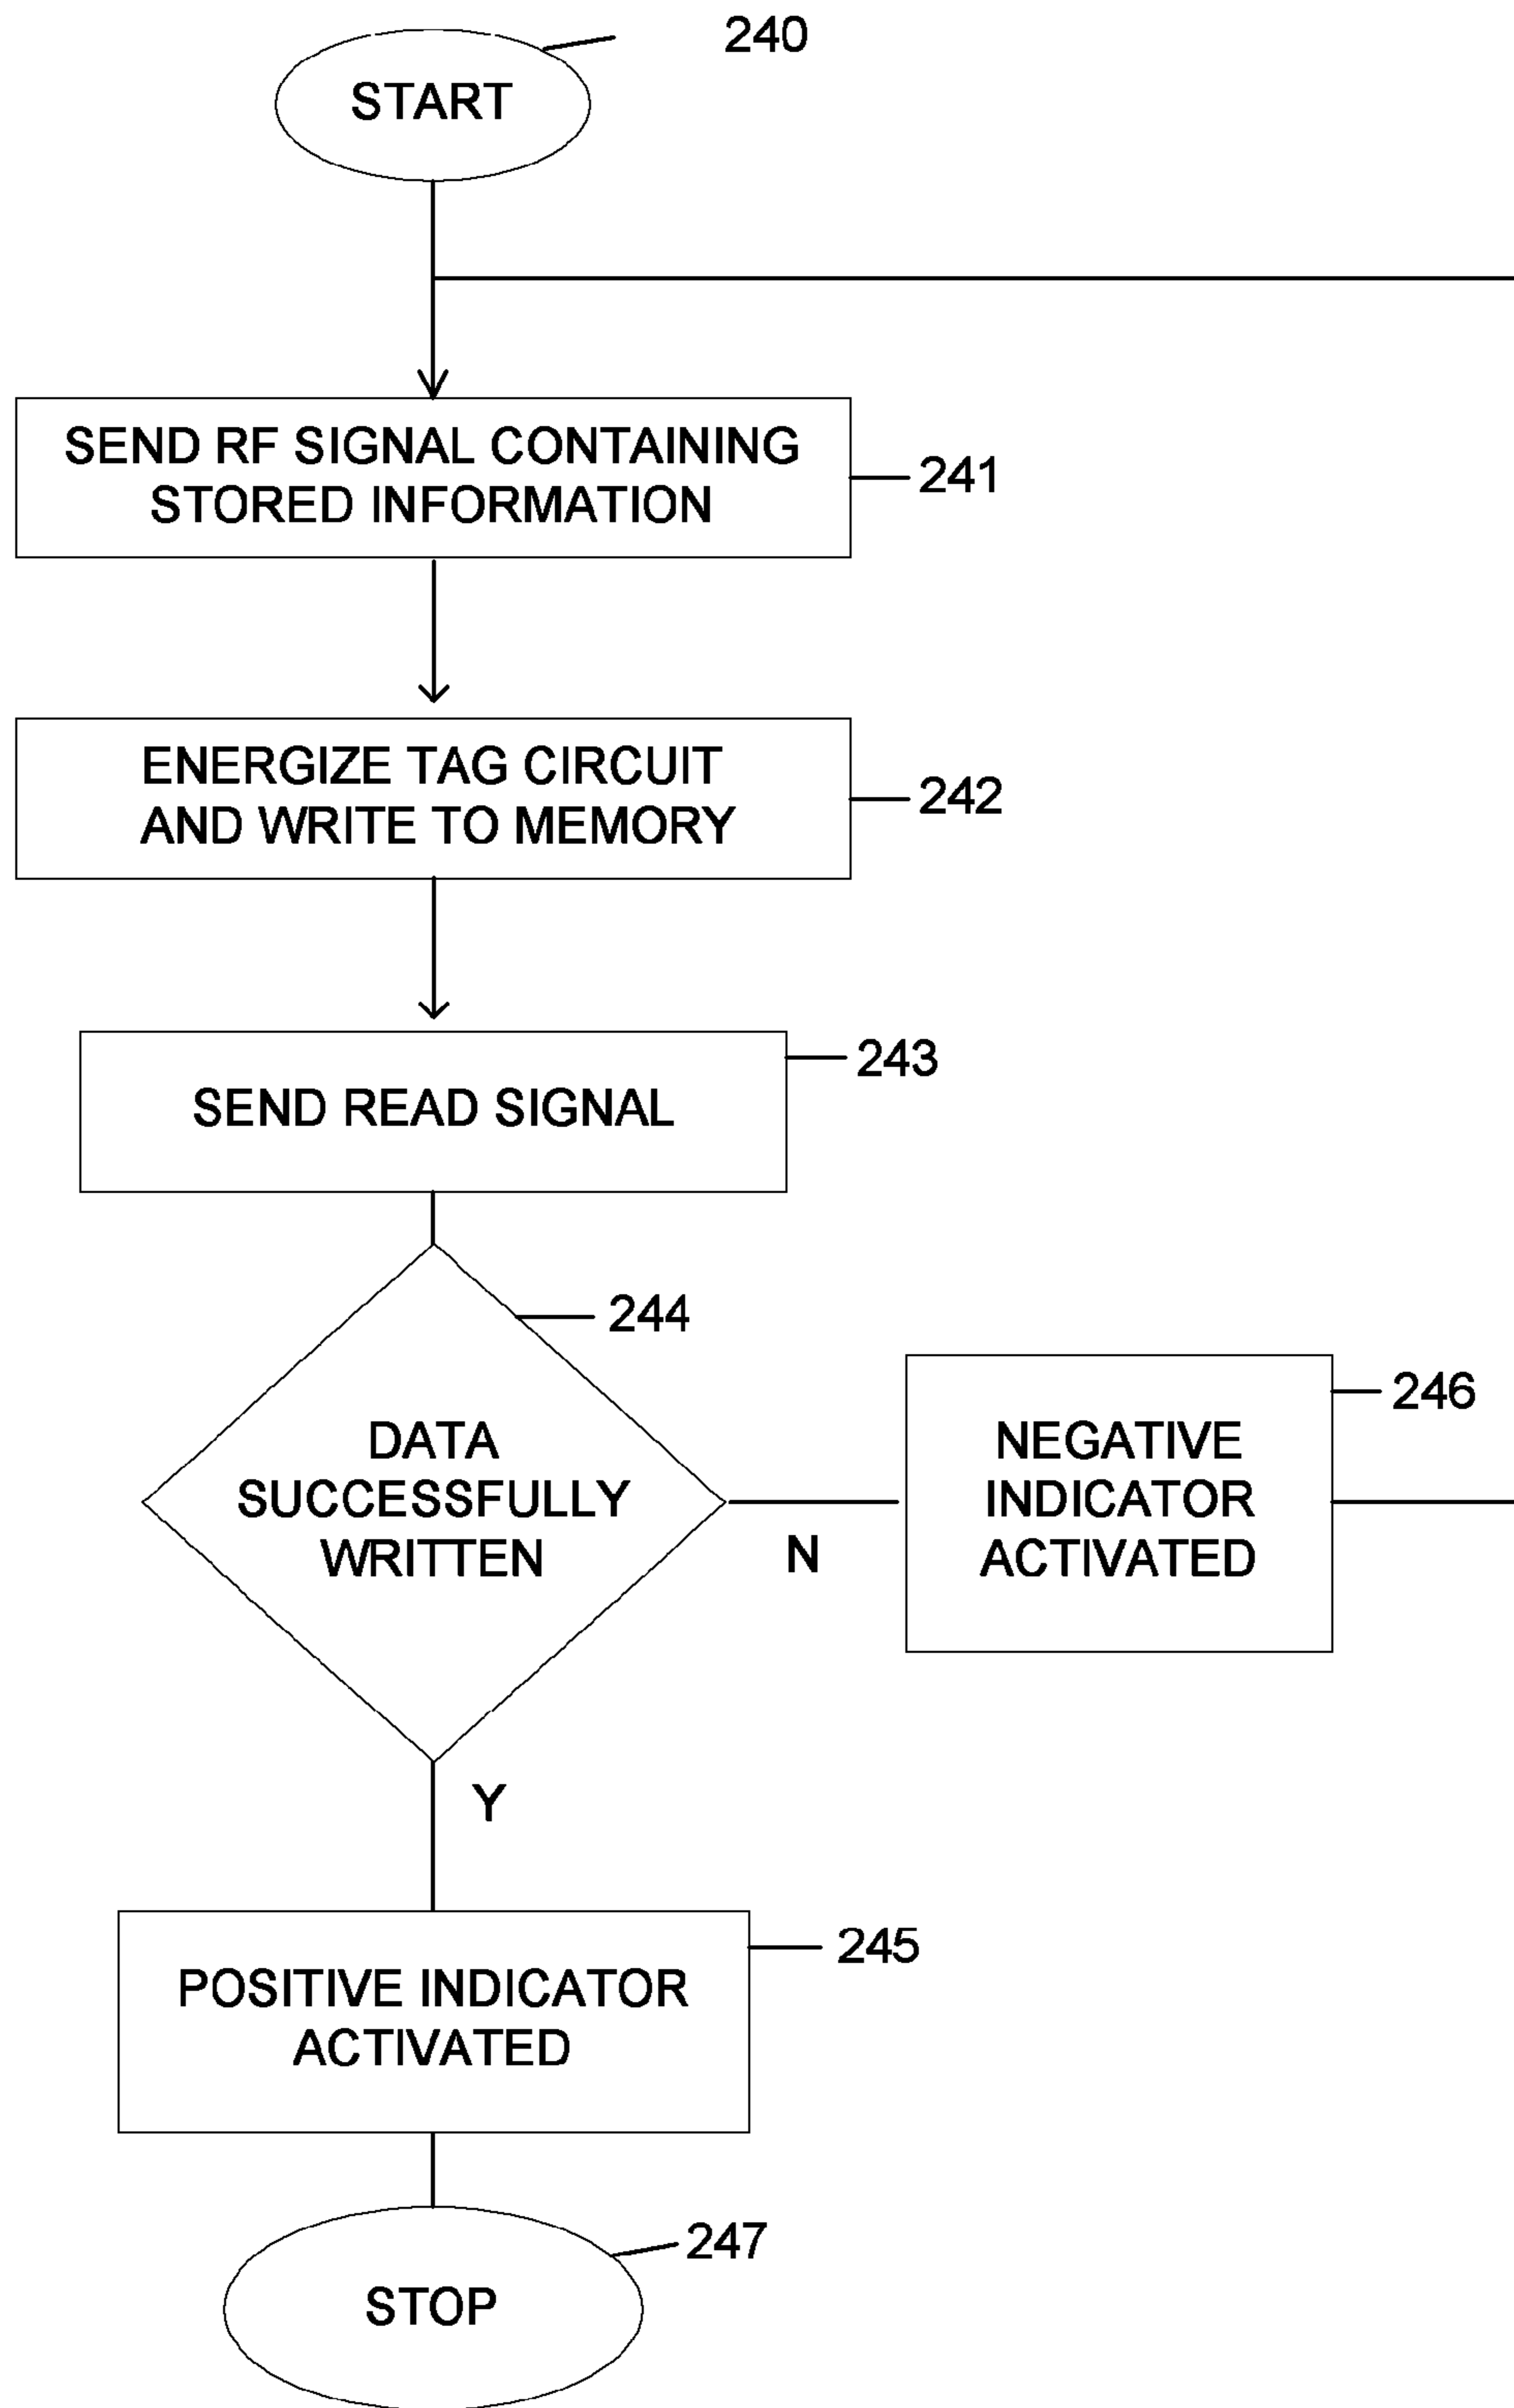 240
START
SEND RF SIGNAL CONTAINING
STORED INFORMATION
241
ENERGIZE TAG CIRCUIT
AND WRITE TO MEMORY
242
243
SEND READ SIGNAL
244
DATA
SUCCESSFULLY
WRITTEN
N
246
NEGATIVE
INDICATOR
ACTIVATED
Y
245
POSITIVE INDICATOR
ACTIVATED
247
STOP